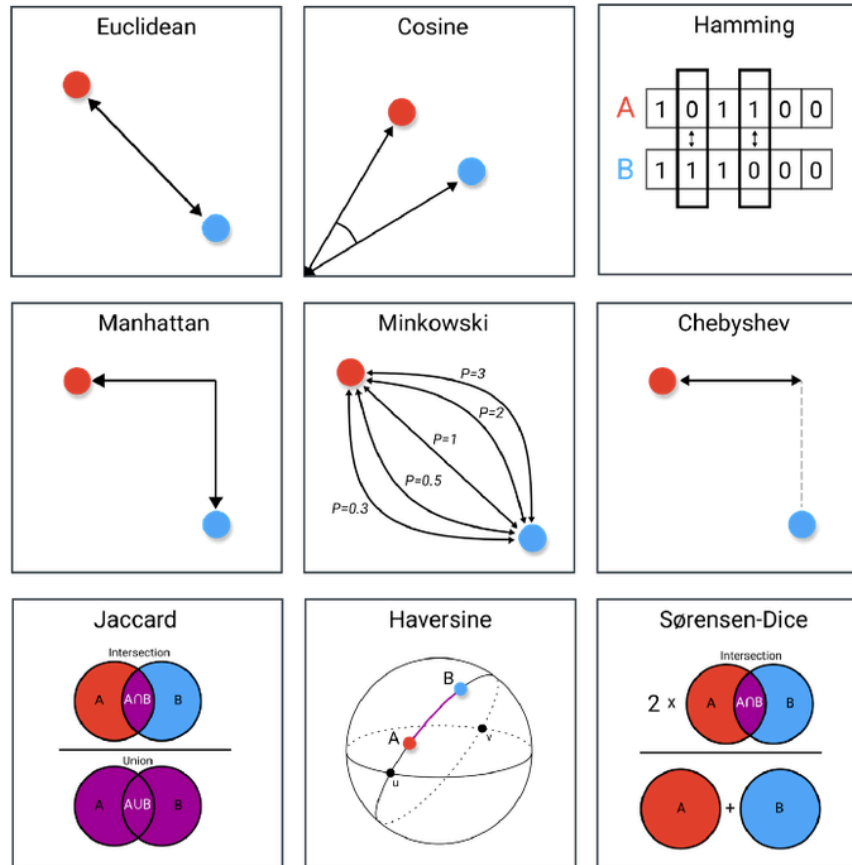 Euclidean
Cosine
Hamming
A 1 0 1 1 0 0
B 1 1 1 0 0 0
Manhattan
Minkowski
Chebyshev
P=3
P=2
P=1
P=0.5
P=0.3
Jaccard
Intersection
A A∩B B
Union
A A∪B B
Haversine
B
A
v
u
Sørensen-Dice
Intersection
2 x A A∩B B
A + B